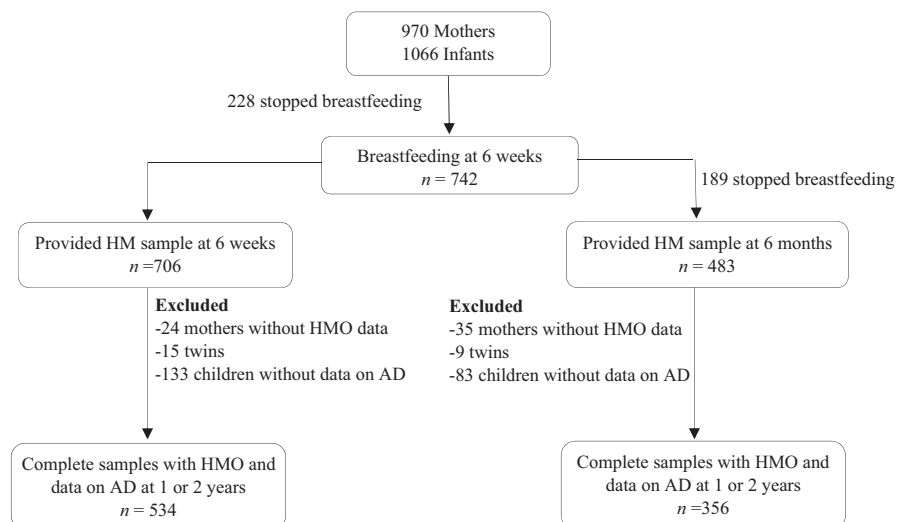 970 Mothers
1066 Infants
228 stopped breastfeeding
Breastfeeding at 6 weeks
n = 742
189 stopped breastfeeding
Provided HM sample at 6 weeks
n =706
Provided HM sample at 6 months
n = 483
Excluded
-24 mothers without HMO data
-15 twins
-133 children without data on AD
Excluded
-35 mothers without HMO data
-9 twins
-83 children without data on AD
Complete samples with HMO and
data on AD at 1 or 2 years
n = 534
Complete samples with HMO and
data on AD at 1 or 2 years
n =356